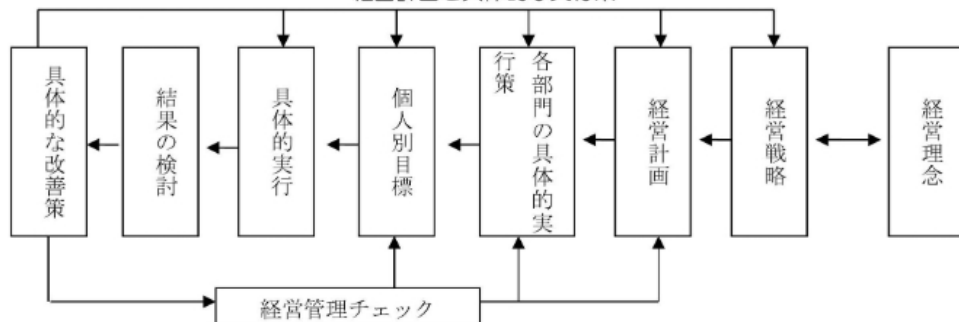 経営理念
経営戦略
経営計画
各部門の具体的実
行策
個人別目標
具体的実行
結果の検討
具体的な改善策
経営管理チェック